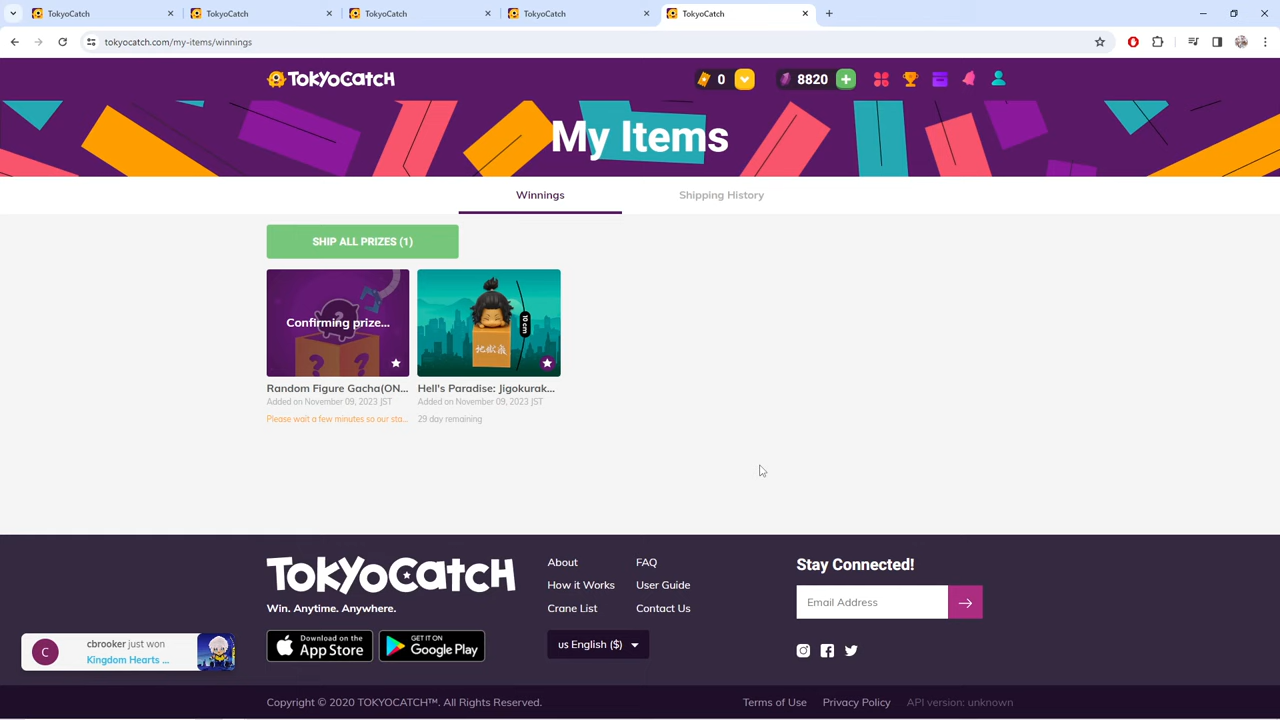 TokyoCatch
TokyoCatch
TokyoCatch
TokyoCatch
TokyoCatch
tokyocatch.com/my-items/winnings
TOKYOCATCH
0
8820
My Items
Winnings
Shipping History
SHIP ALL PRIZES (1)
Confirming prize...
10 cm
地獄楽
Random Figure Gacha(ON...
Hell's Paradise: Jigokurak...
Added on November 09, 2023 JST
Added on November 09, 2023 JST
Please wait a few minutes so our sta...
29 day remaining
TOKYOCATCH
Win. Anytime. Anywhere.
Download on the
App Store
GET IT ON
Google Play
About
FAQ
How it Works
User Guide
Crane List
Contact Us
us English ($)
Stay Connected!
Email Address
C
cbrooker just won
Kingdom Hearts ...
Copyright © 2020 TOKYOCATCH™. All Rights Reserved.
Terms of Use
Privacy Policy
API version: unknown